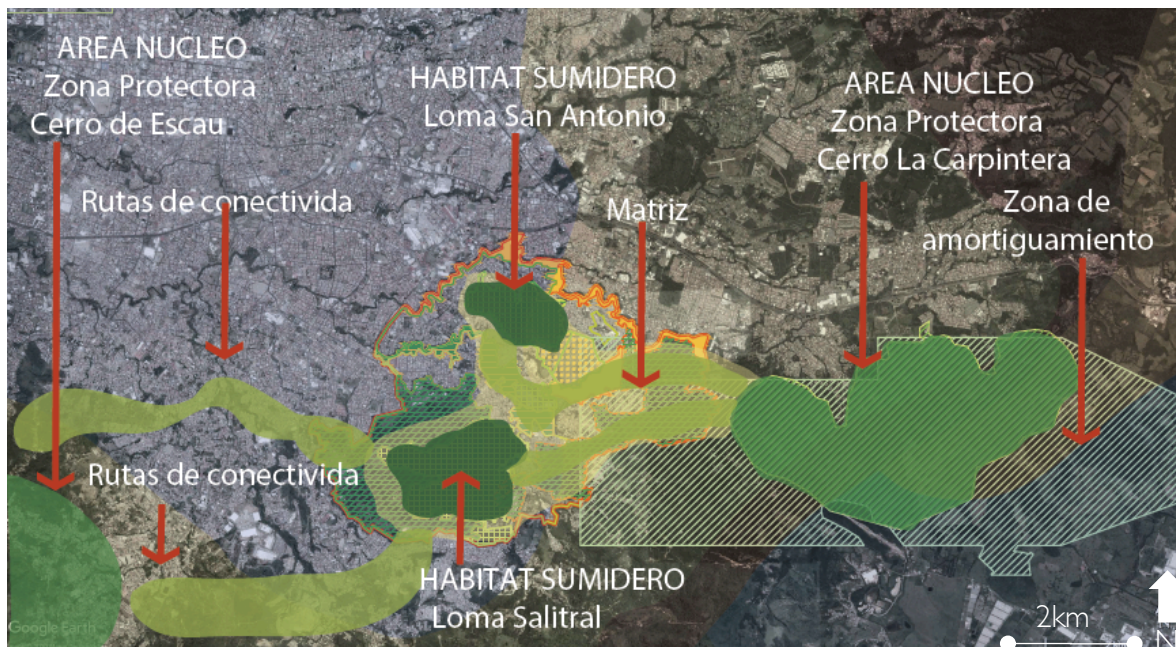 AREA NUCLEO
Zona Protectora
Cerro de Escau
HABITAT SUMIDERO
Loma San Antonio
AREA NUCLEO
Zona Protectora
Cerro La Carpintera
Rutas de conectivida
Matriz
Zona de
amortiguamiento
Rutas de conectivida
HABITAT SUMIDERO
Loma Salitral
Google Earth
2km
N